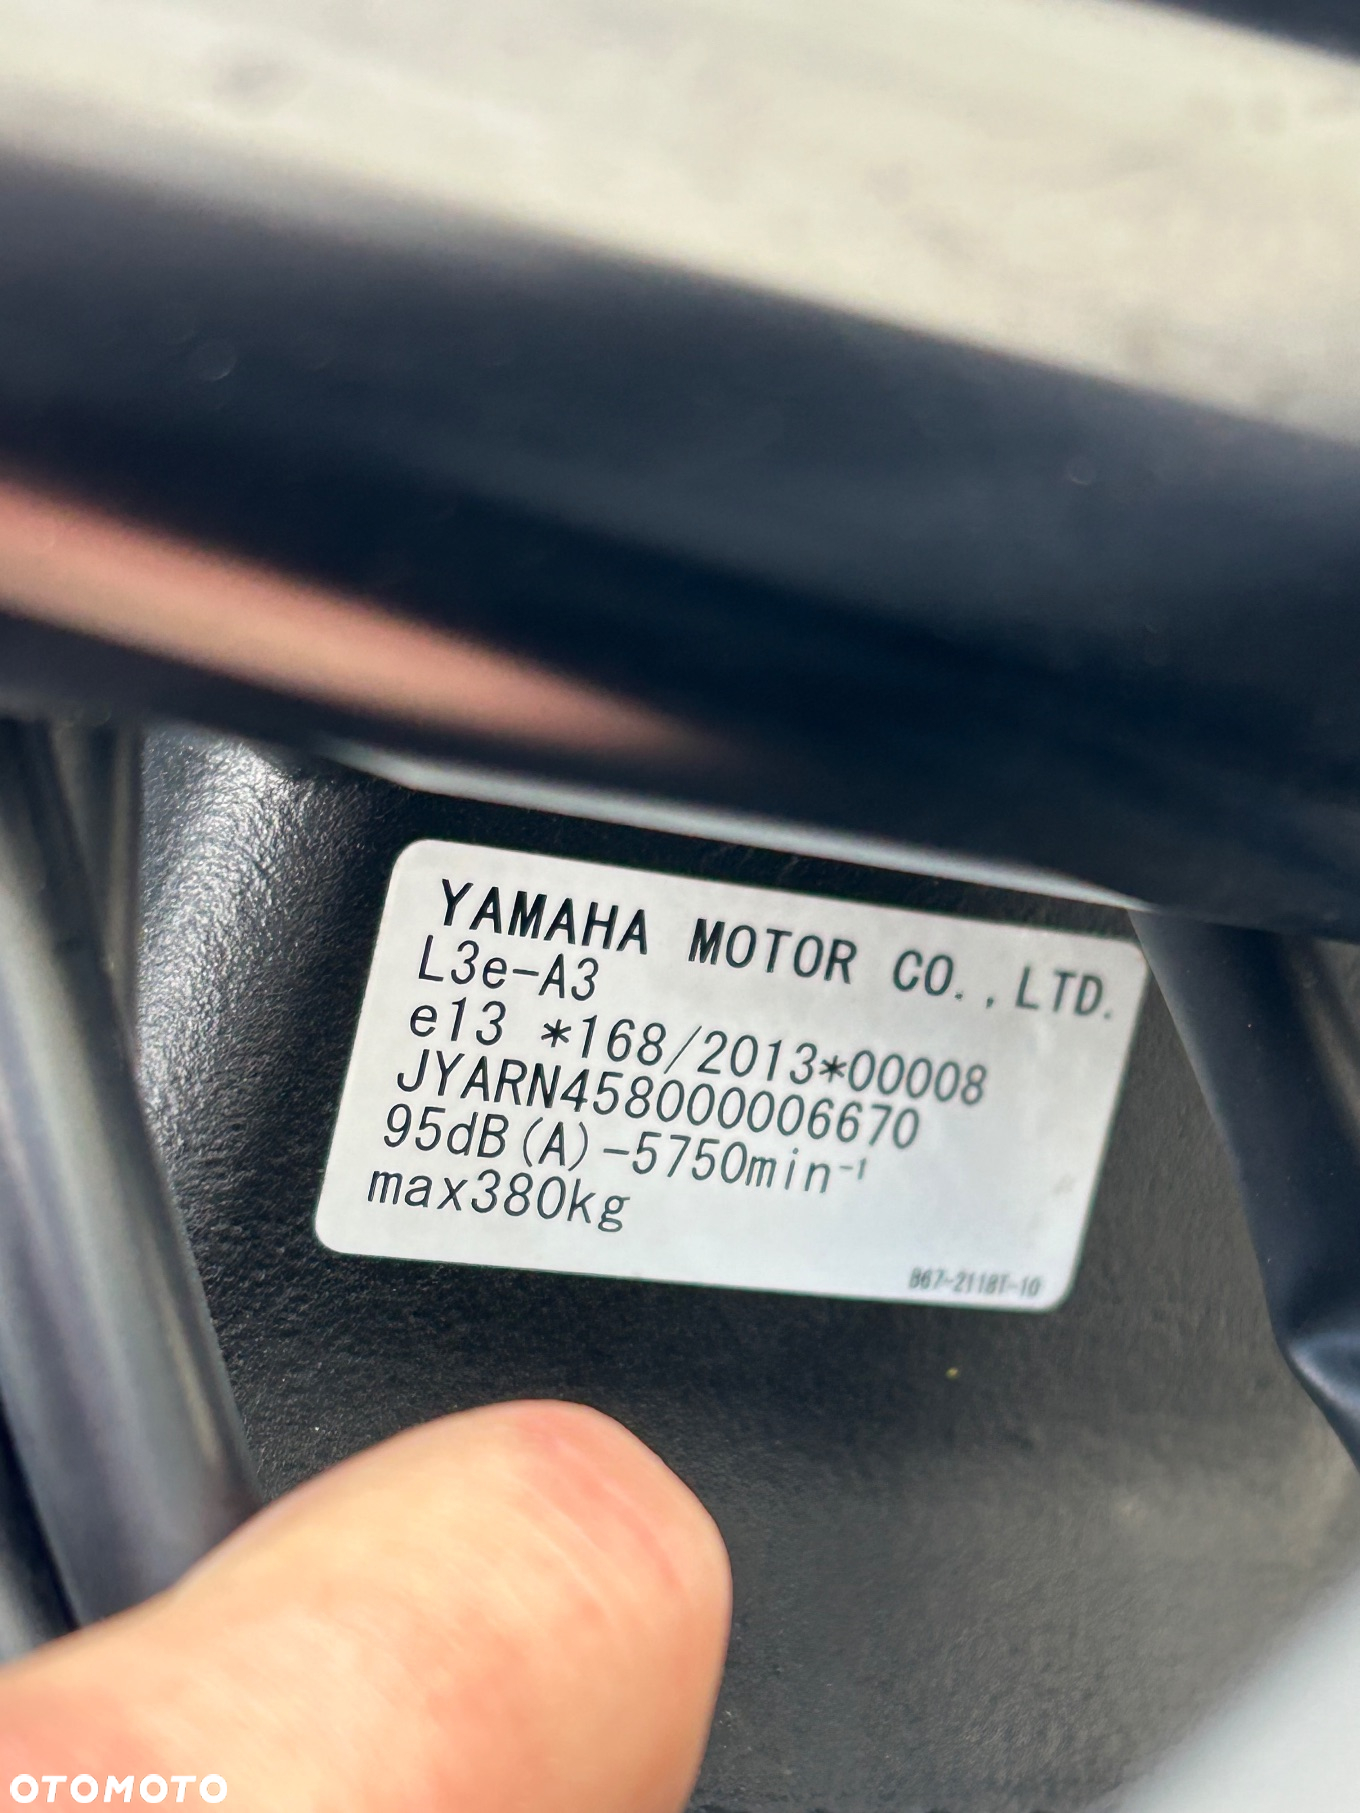 YAMAHA MOTOR CO., LTD.
L3e-A3
e13 *168/2013*00008
JYARN458000006670
95dB(A)-5750min⁻¹
max380kg
B67-2118T-10
OTOMOTO